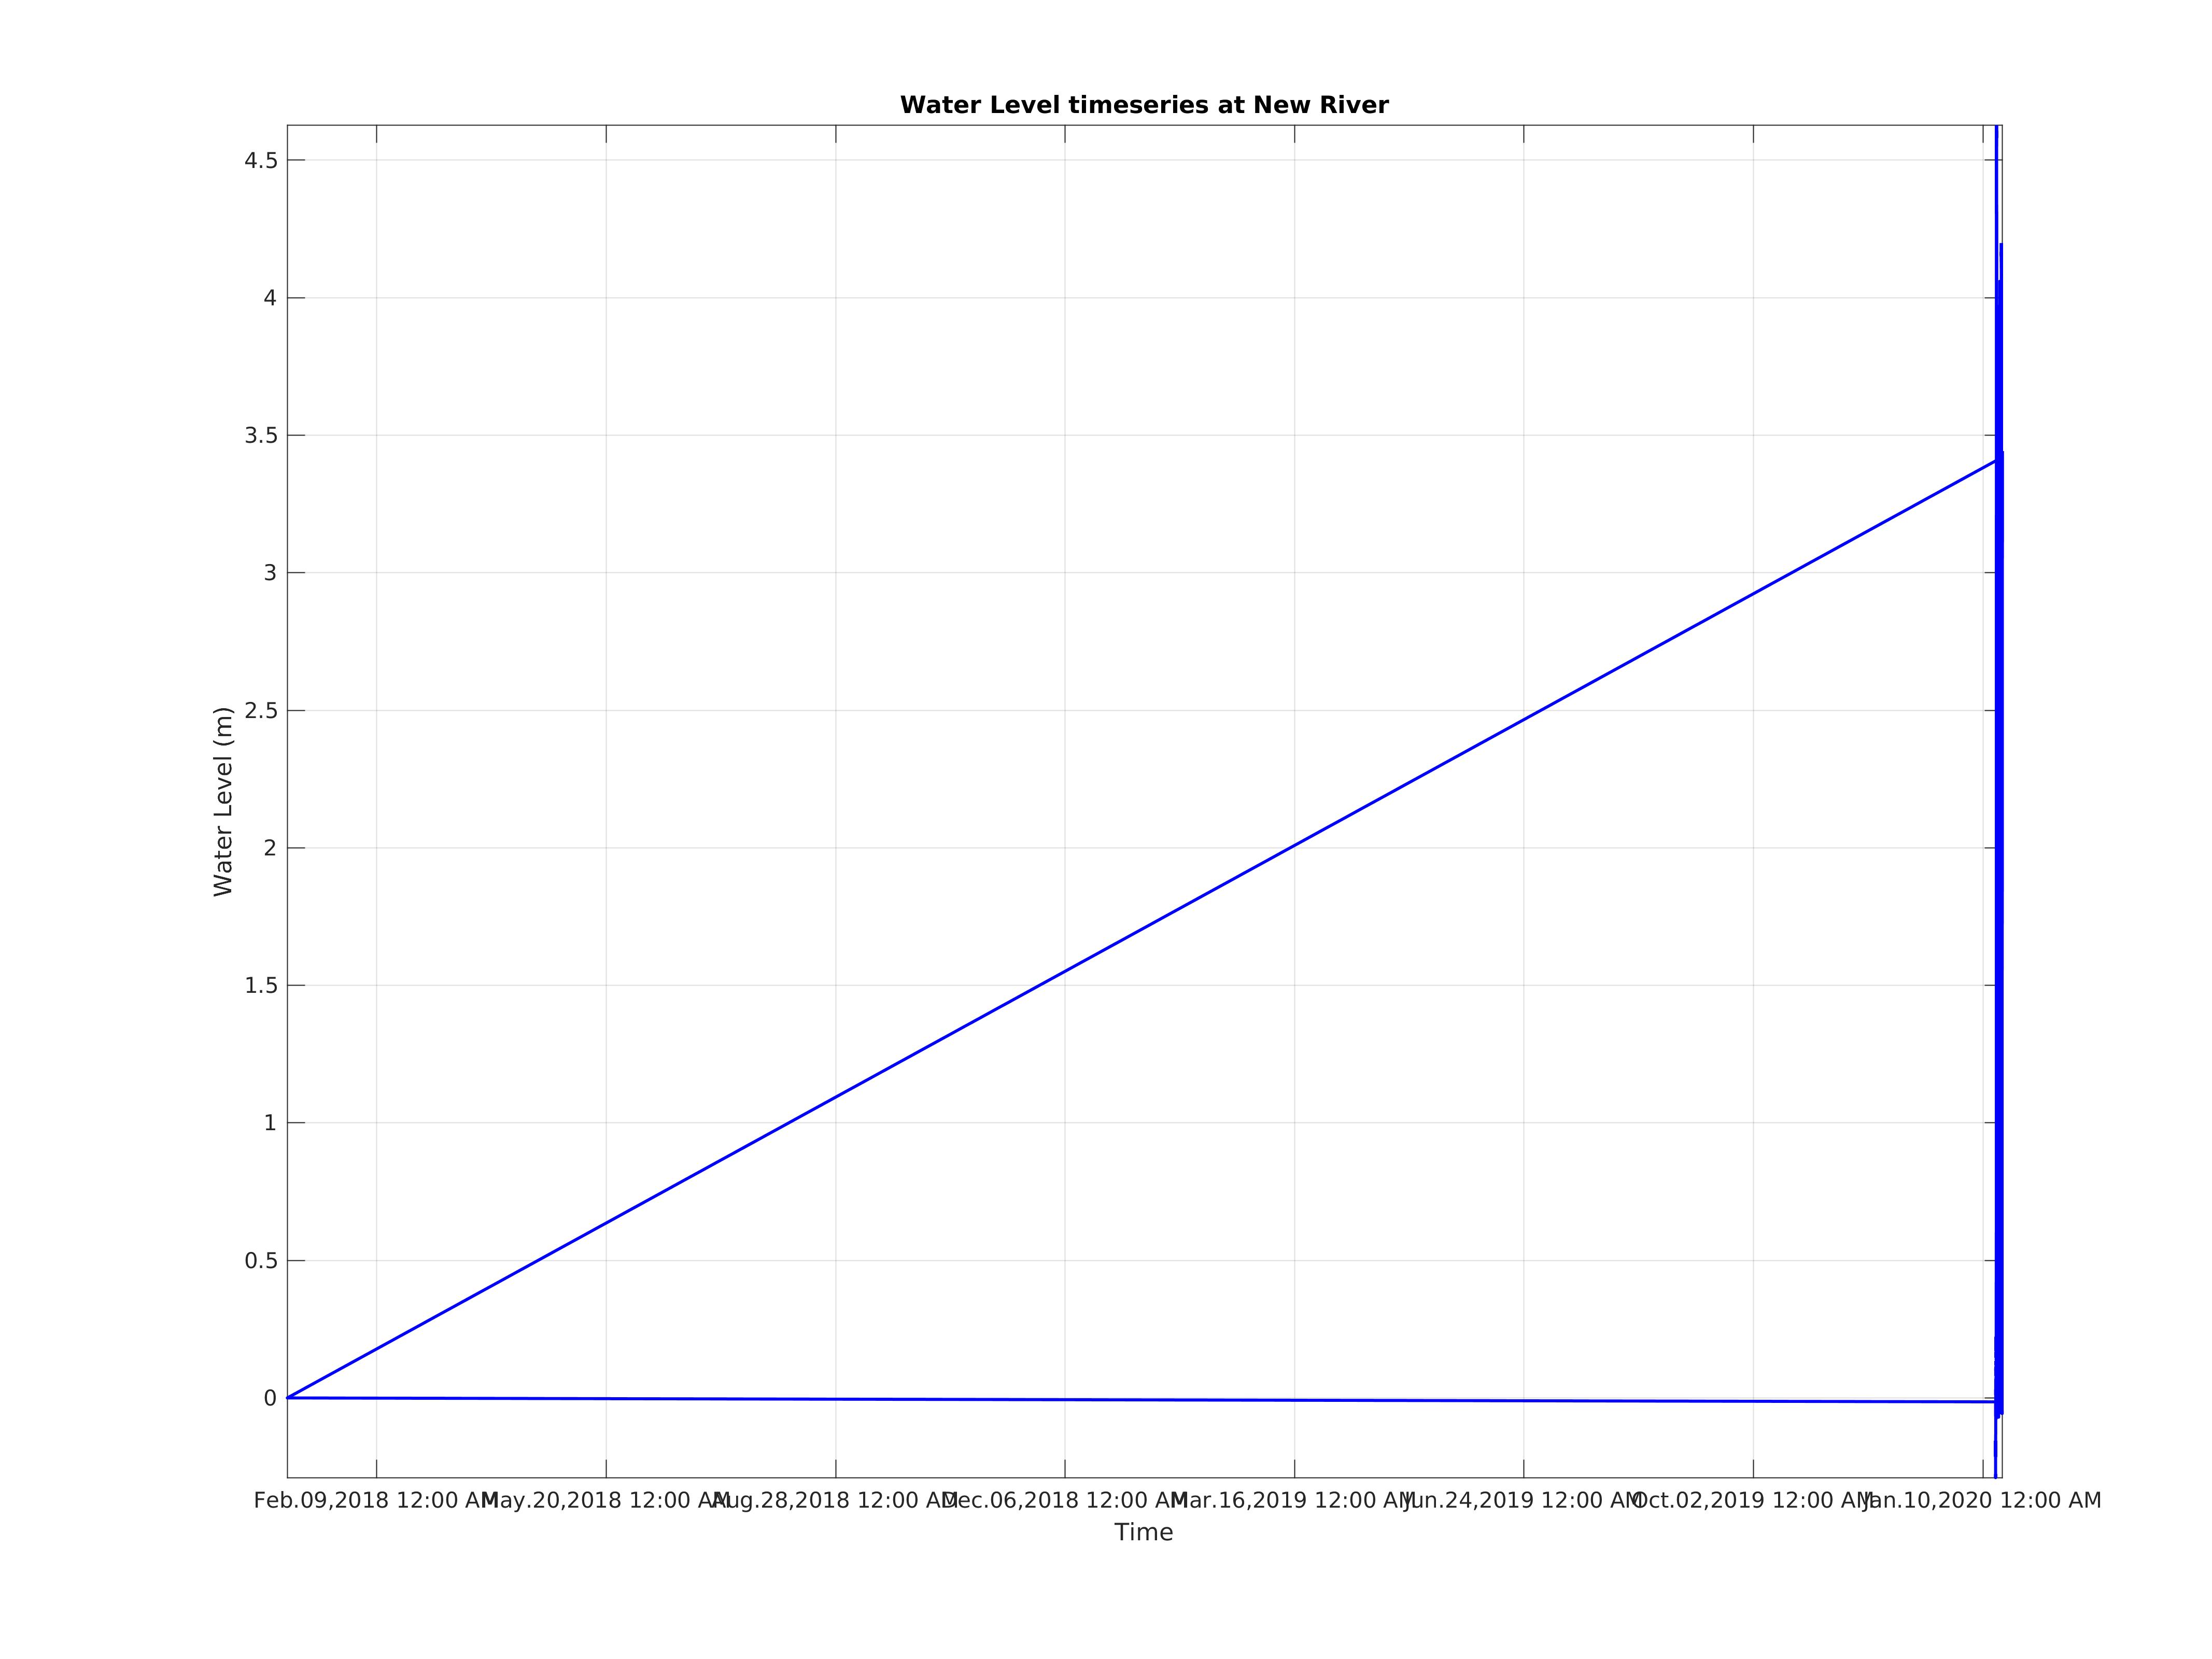 Water Level timeseries at New River
4.5
4
3.5
3
2.5
2
1.5
1
0.5
0
Water Level (m)
Feb.09,2018 12:00 AM
May.20,2018 12:00 AM
Aug.28,2018 12:00 AM
Dec.06,2018 12:00 AM
Mar.16,2019 12:00 AM
Jun.24,2019 12:00 AM
Oct.02,2019 12:00 AM
Jan.10,2020 12:00 AM
Time